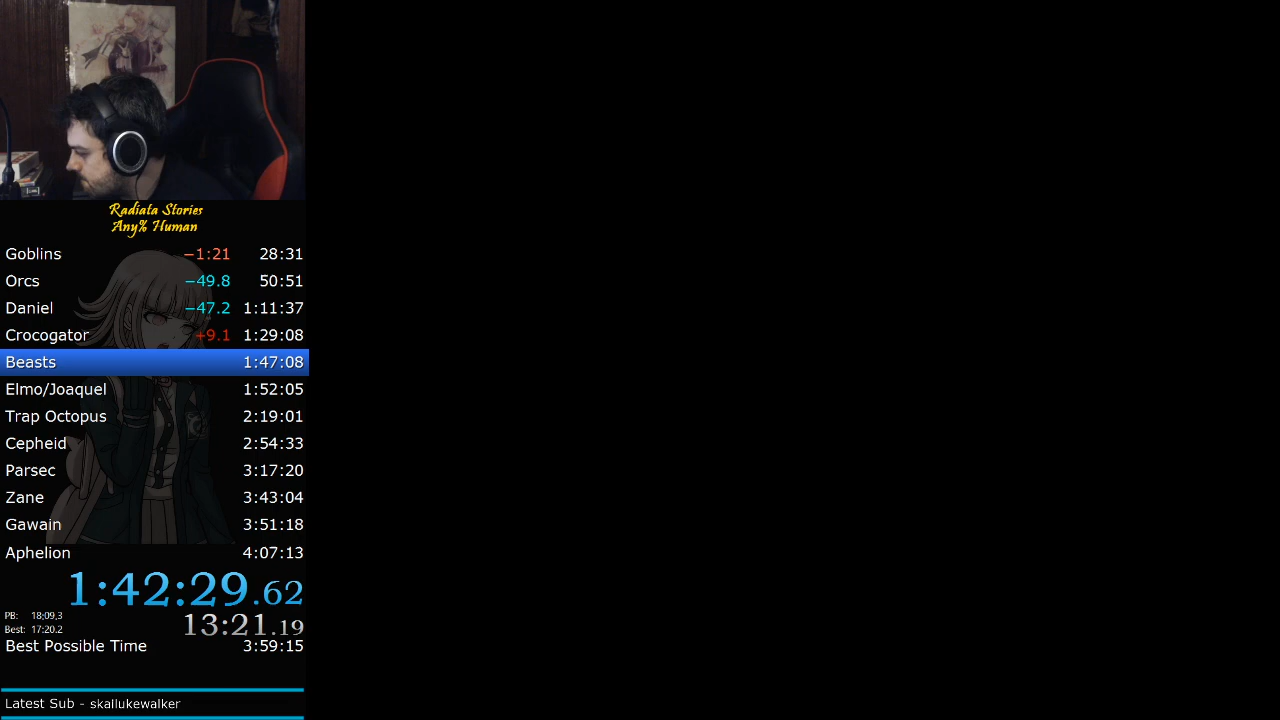 Radiata Stories
Any% Human
Goblins −1:21 28:31
Orcs −49.8 50:51
Daniel −47.2 1:11:37
Crocogator +9.1 1:29:08
Beasts 1:47:08
Elmo/Joaquel 1:52:05
Trap Octopus 2:19:01
Cepheid 2:54:33
Parsec 3:17:20
Zane 3:43:04
Gawain 3:51:18
Aphelion 4:07:13
1:42:29.62
PB: 18:09,3
Best: 17:20.2
13:21.19
Best Possible Time 3:59:15
Latest Sub - skallukewalker